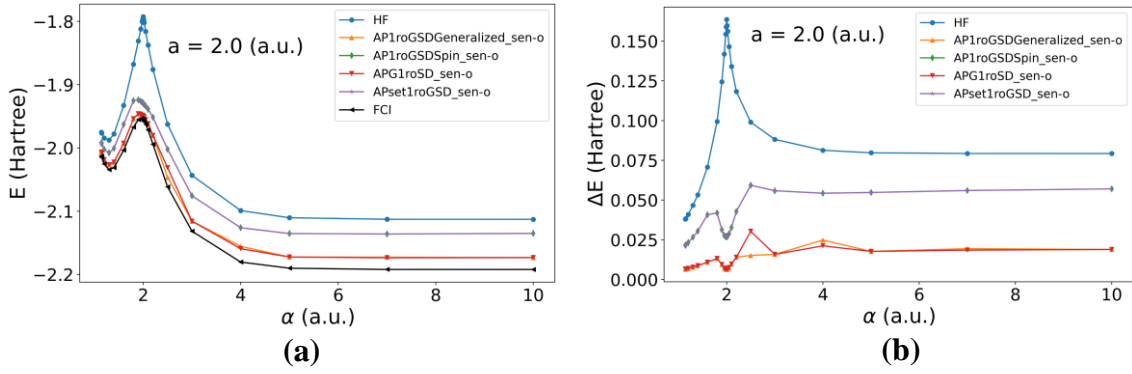 E (Hartree)
−1.8
−1.9
−2.0
−2.1
−2.2
a = 2.0 (a.u.)
HF
AP1roGSDGeneralized_sen-o
AP1roGSDSpin_sen-o
APG1roSD_sen-o
APset1roGSD_sen-o
FCI
2 4 6 8 10
α (a.u.)
(a)
ΔE (Hartree)
0.150
0.125
0.100
0.075
0.050
0.025
0.000
a = 2.0 (a.u.)
HF
AP1roGSDGeneralized_sen-o
AP1roGSDSpin_sen-o
APG1roSD_sen-o
APset1roGSD_sen-o
2 4 6 8 10
α (a.u.)
(b)